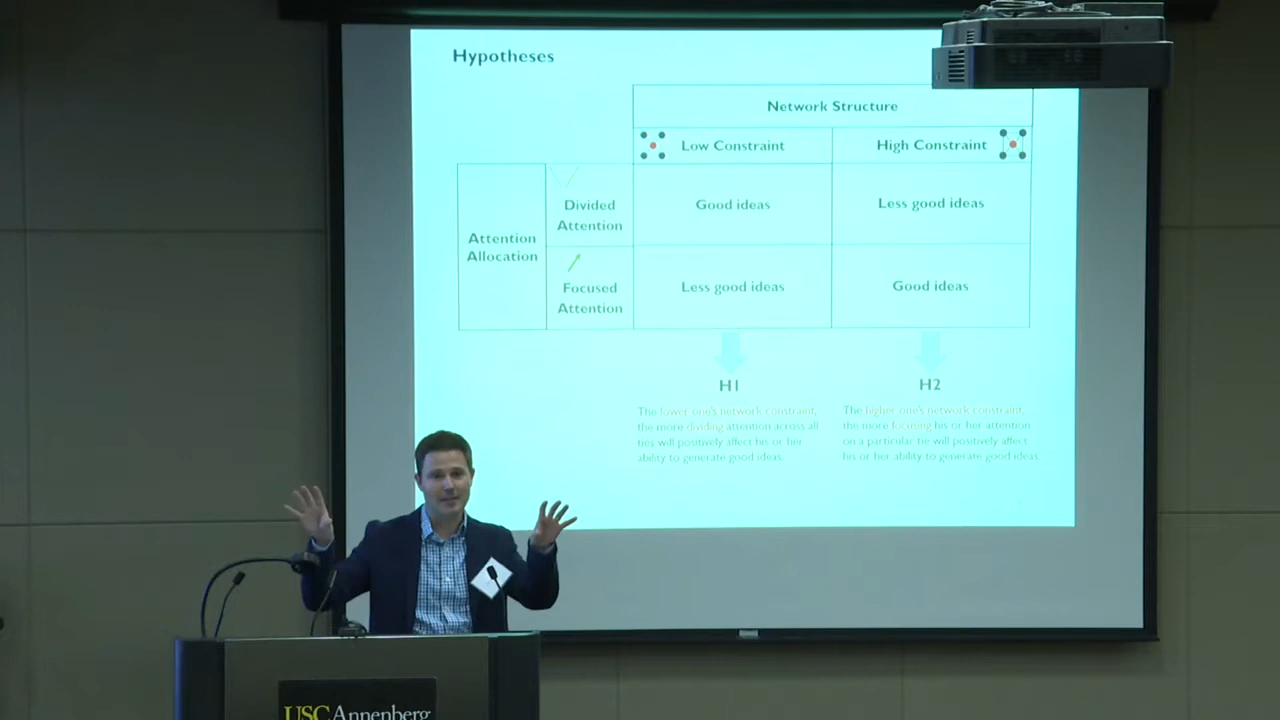 Hypotheses
Network Structure
Low Constraint
High Constraint
Attention
Allocation
Divided
Attention
Good ideas
Less good ideas
Focused
Attention
Less good ideas
Good ideas
H1
H2
The lower one's network constraint,
the more dividing attention across all
ties will positively affect his or her
ability to generate good ideas.
The higher one's network constraint,
the more focusing his or her attention
on a particular tie will positively affect
his or her ability to generate good ideas.
USC Annenberg